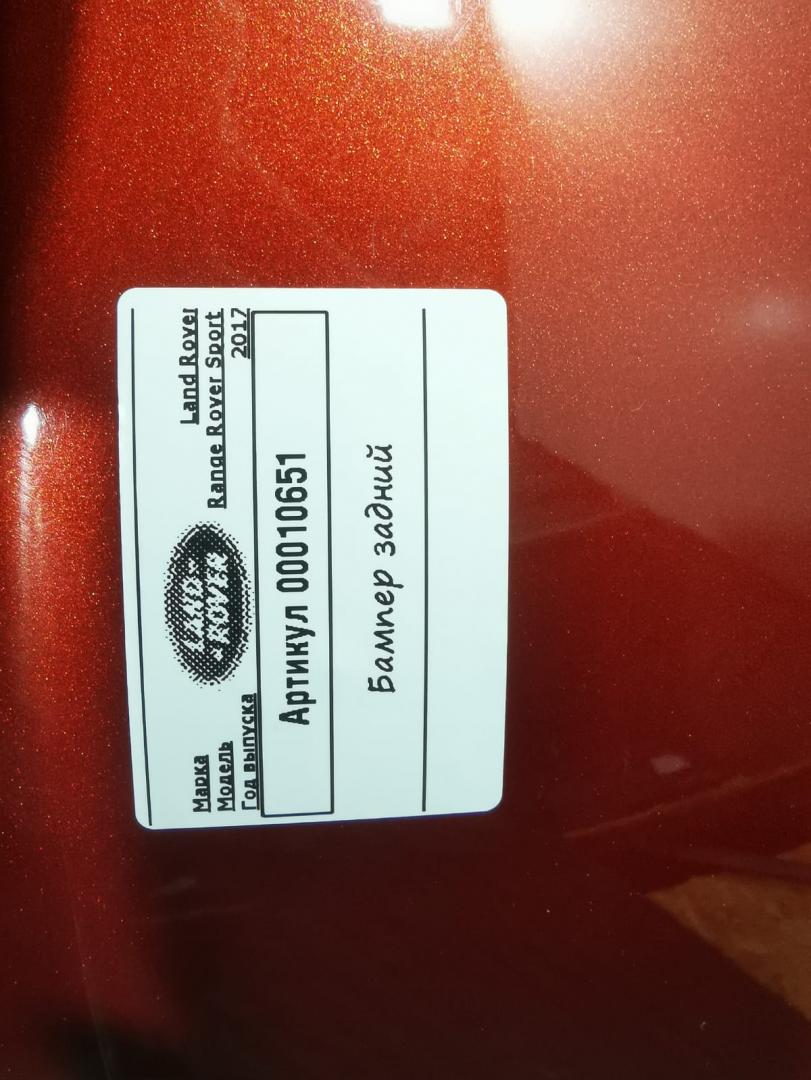 Марка Land Rover
Модель Range Rover Sport
Год выпуска 2017
LAND ROVER
Артикул 00010651
Бампер задний